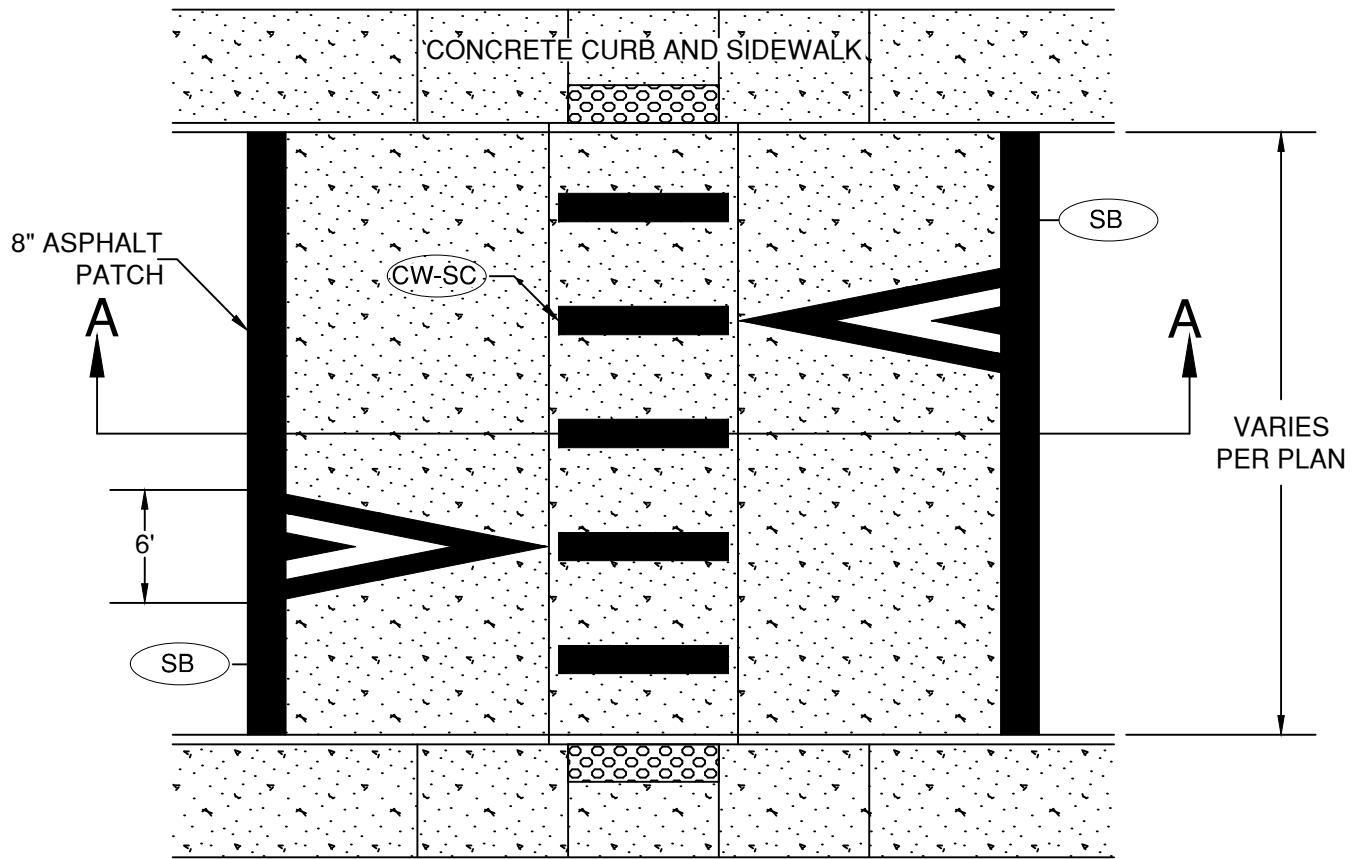 CONCRETE CURB AND SIDEWALK
SB
8" ASPHALT
PATCH
CW-SC
A
A
VARIES
PER PLAN
6'
SB